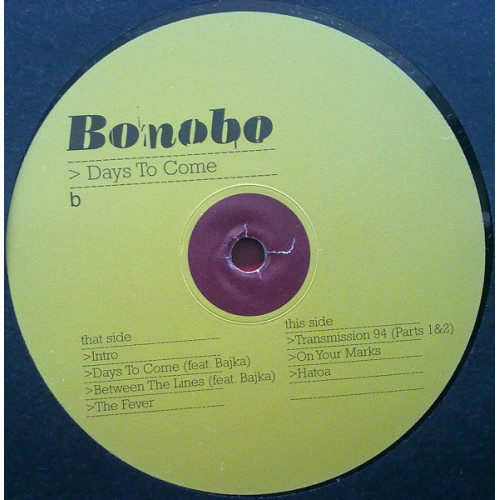 Bonobo
> Days To Come
b
that side
>Intro
>Days To Come (feat. Bajka)
>Between The Lines (feat. Bajka)
>The Fever
this side
>Transmission 94 (Parts 1&2)
>On Your Marks
>Hatoa